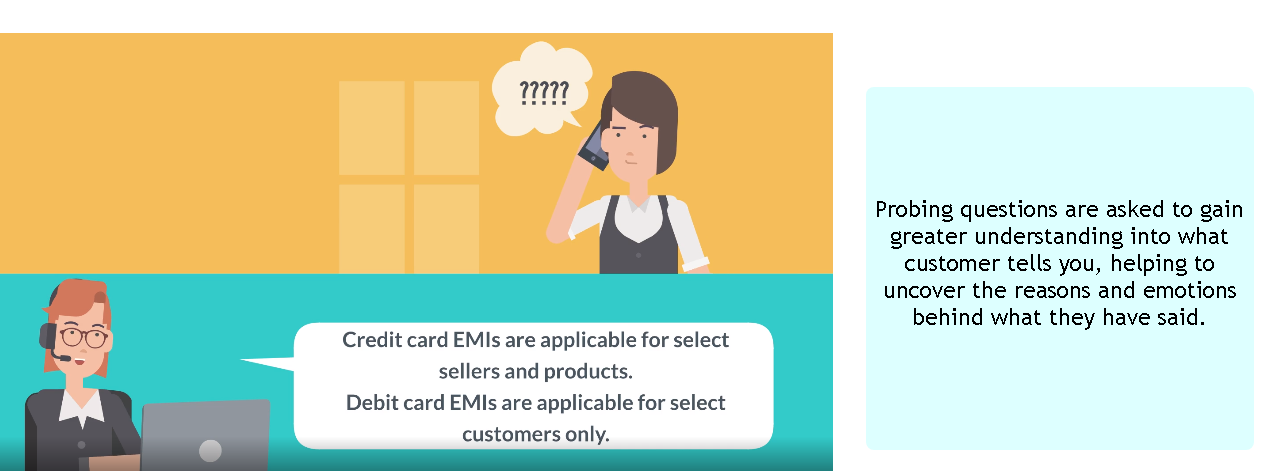 ?????
Credit card EMIs are applicable for select
sellers and products.
Debit card EMIs are applicable for select
customers only.
Probing questions are asked to gain
greater understanding into what
customer tells you, helping to
uncover the reasons and emotions
behind what they have said.